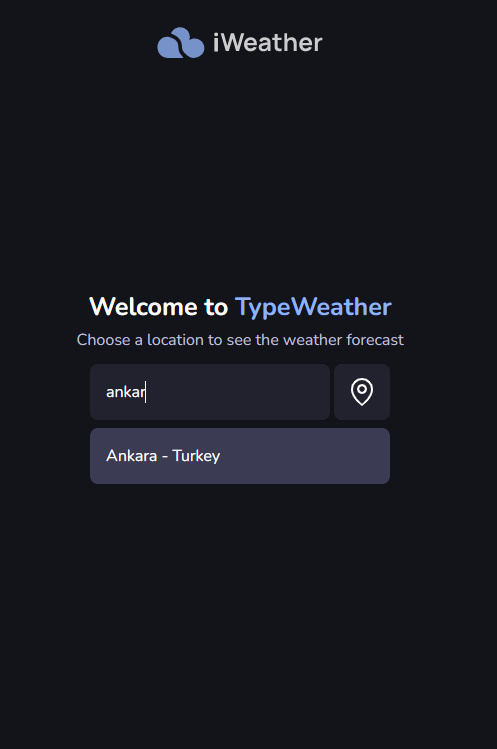 iWeather
Welcome to TypeWeather
Choose a location to see the weather forecast
ankar
Ankara - Turkey